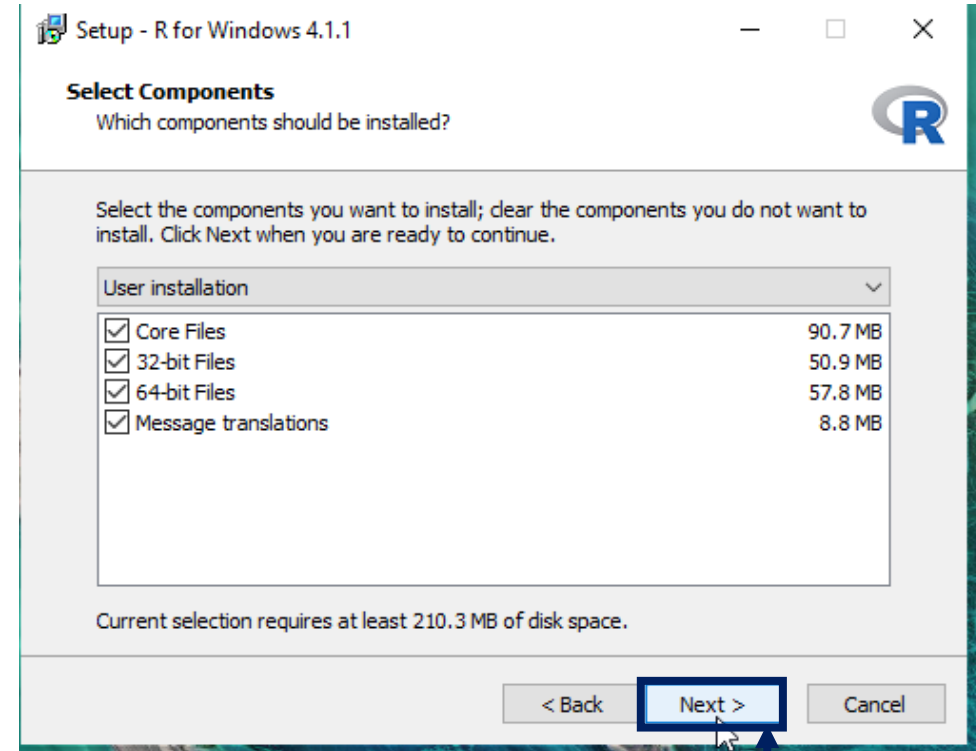 Setup - R for Windows 4.1.1
Select Components
Which components should be installed?
R
Select the components you want to install; clear the components you do not want to
install. Click Next when you are ready to continue.
User installation
Core Files 90.7 MB
32-bit Files 50.9 MB
64-bit Files 57.8 MB
Message translations 8.8 MB
Current selection requires at least 210.3 MB of disk space.
< Back Next > Cancel